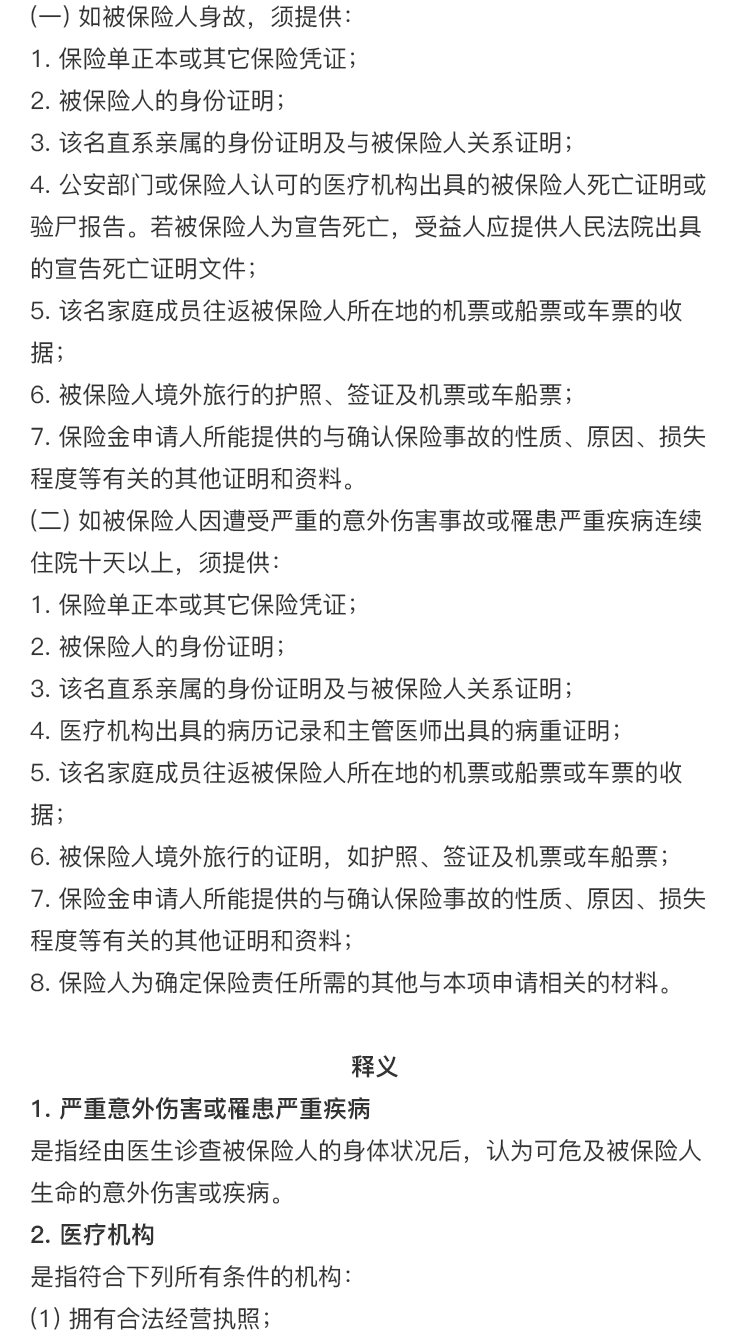 (一) 如被保险人身故，须提供：
1. 保险单正本或其它保险凭证；
2. 被保险人的身份证明；
3. 该名直系亲属的身份证明及与被保险人关系证明；
4. 公安部门或保险人认可的医疗机构出具的被保险人死亡证明或
验尸报告。若被保险人为宣告死亡，受益人应提供人民法院出具
的宣告死亡证明文件；
5. 该名家庭成员往返被保险人所在地的机票或船票或车票的收
据；
6. 被保险人境外旅行的护照、签证及机票或车船票；
7. 保险金申请人所能提供的与确认保险事故的性质、原因、损失
程度等有关的其他证明和资料。
(二) 如被保险人因遭受严重的意外伤害事故或罹患严重疾病连续
住院十天以上，须提供：
1. 保险单正本或其它保险凭证；
2. 被保险人的身份证明；
3. 该名直系亲属的身份证明及与被保险人关系证明；
4. 医疗机构出具的病历记录和主管医师出具的病重证明；
5. 该名家庭成员往返被保险人所在地的机票或船票或车票的收
据；
6. 被保险人境外旅行的证明，如护照、签证及机票或车船票；
7. 保险金申请人所能提供的与确认保险事故的性质、原因、损失
程度等有关的其他证明和资料；
8. 保险人为确定保险责任所需的其他与本项申请相关的材料。
释义
1. 严重意外伤害或罹患严重疾病
是指经由医生诊查被保险人的身体状况后，认为可危及被保险人
生命的意外伤害或疾病。
2. 医疗机构
是指符合下列所有条件的机构：
(1) 拥有合法经营执照；